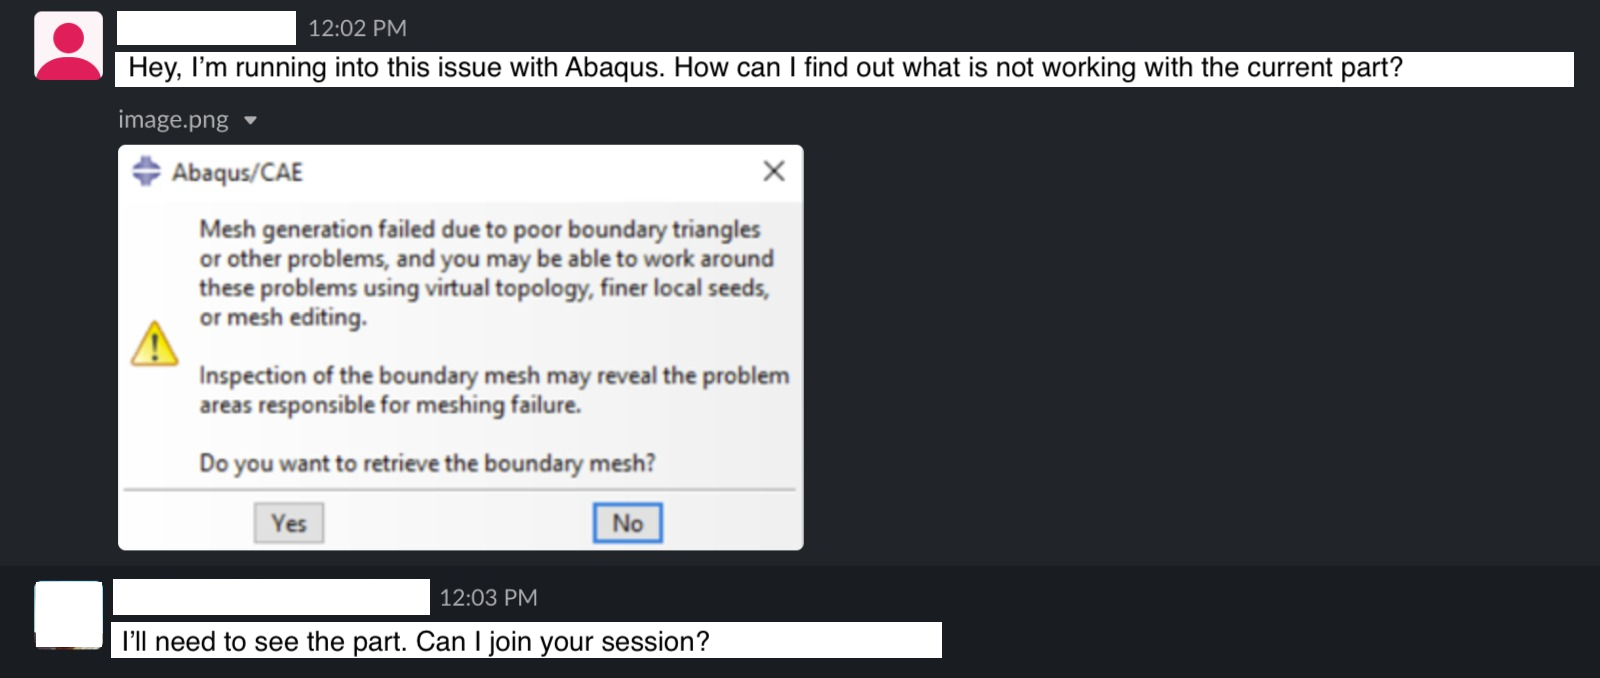 12:02 PM
Hey, I'm running into this issue with Abaqus. How can I find out what is not working with the current part?
image.png
Abaqus/CAE
Mesh generation failed due to poor boundary triangles
or other problems, and you may be able to work around
these problems using virtual topology, finer local seeds,
or mesh editing.
Inspection of the boundary mesh may reveal the problem
areas responsible for meshing failure.
Do you want to retrieve the boundary mesh?
Yes No
12:03 PM
I'll need to see the part. Can I join your session?